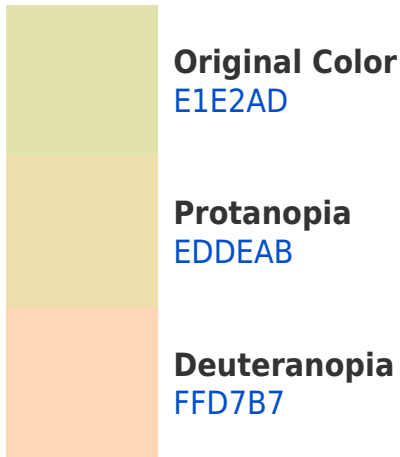 Original Color
E1E2AD
Protanopia
EDDEAB
Deuteranopia
FFD7B7